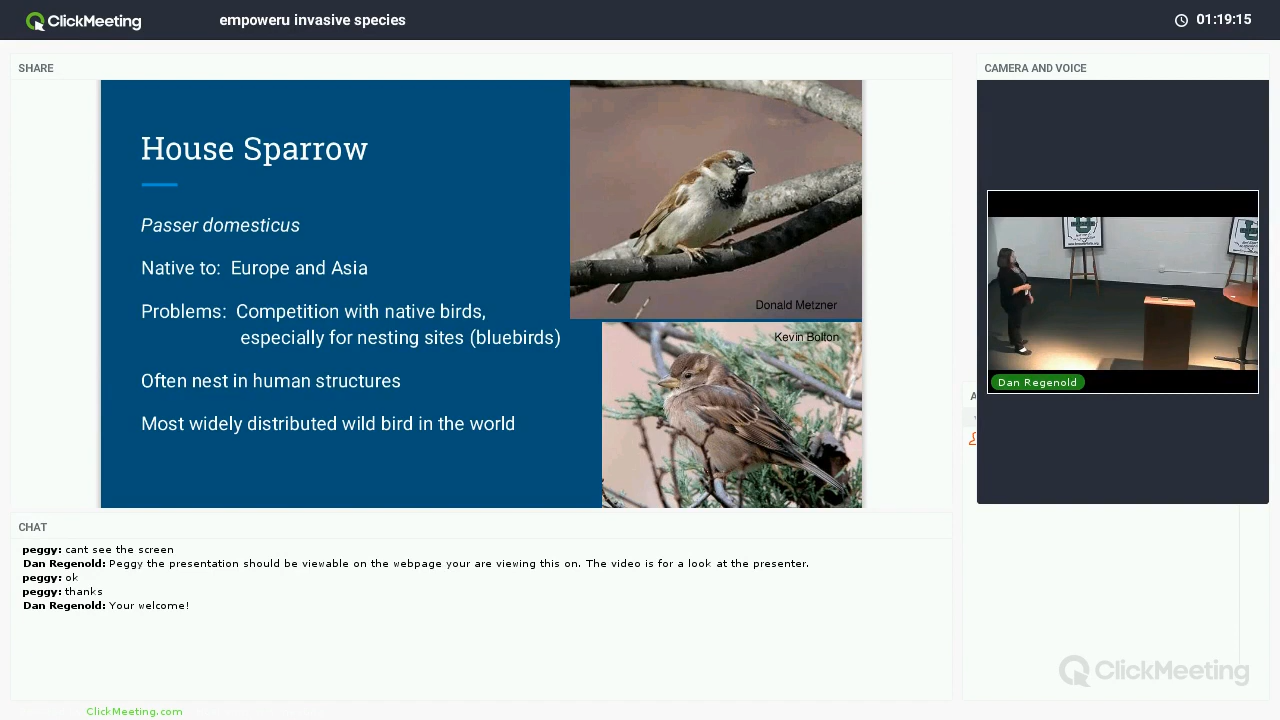 ClickMeeting
empoweru invasive species
01:19:15
SHARE
House Sparrow
Passer domesticus
Native to: Europe and Asia
Problems: Competition with native birds,
especially for nesting sites (bluebirds)
Often nest in human structures
Most widely distributed wild bird in the world
Donald Metzner
Kevin Bolton
CAMERA AND VOICE
Dan Regenold
CHAT
peggy: cant see the screen
Dan Regenold: Peggy the presentation should be viewable on the webpage your are viewing this on. The video is for a look at the presenter.
peggy: ok
peggy: thanks
Dan Regenold: Your welcome!
ClickMeeting
ClickMeeting.com